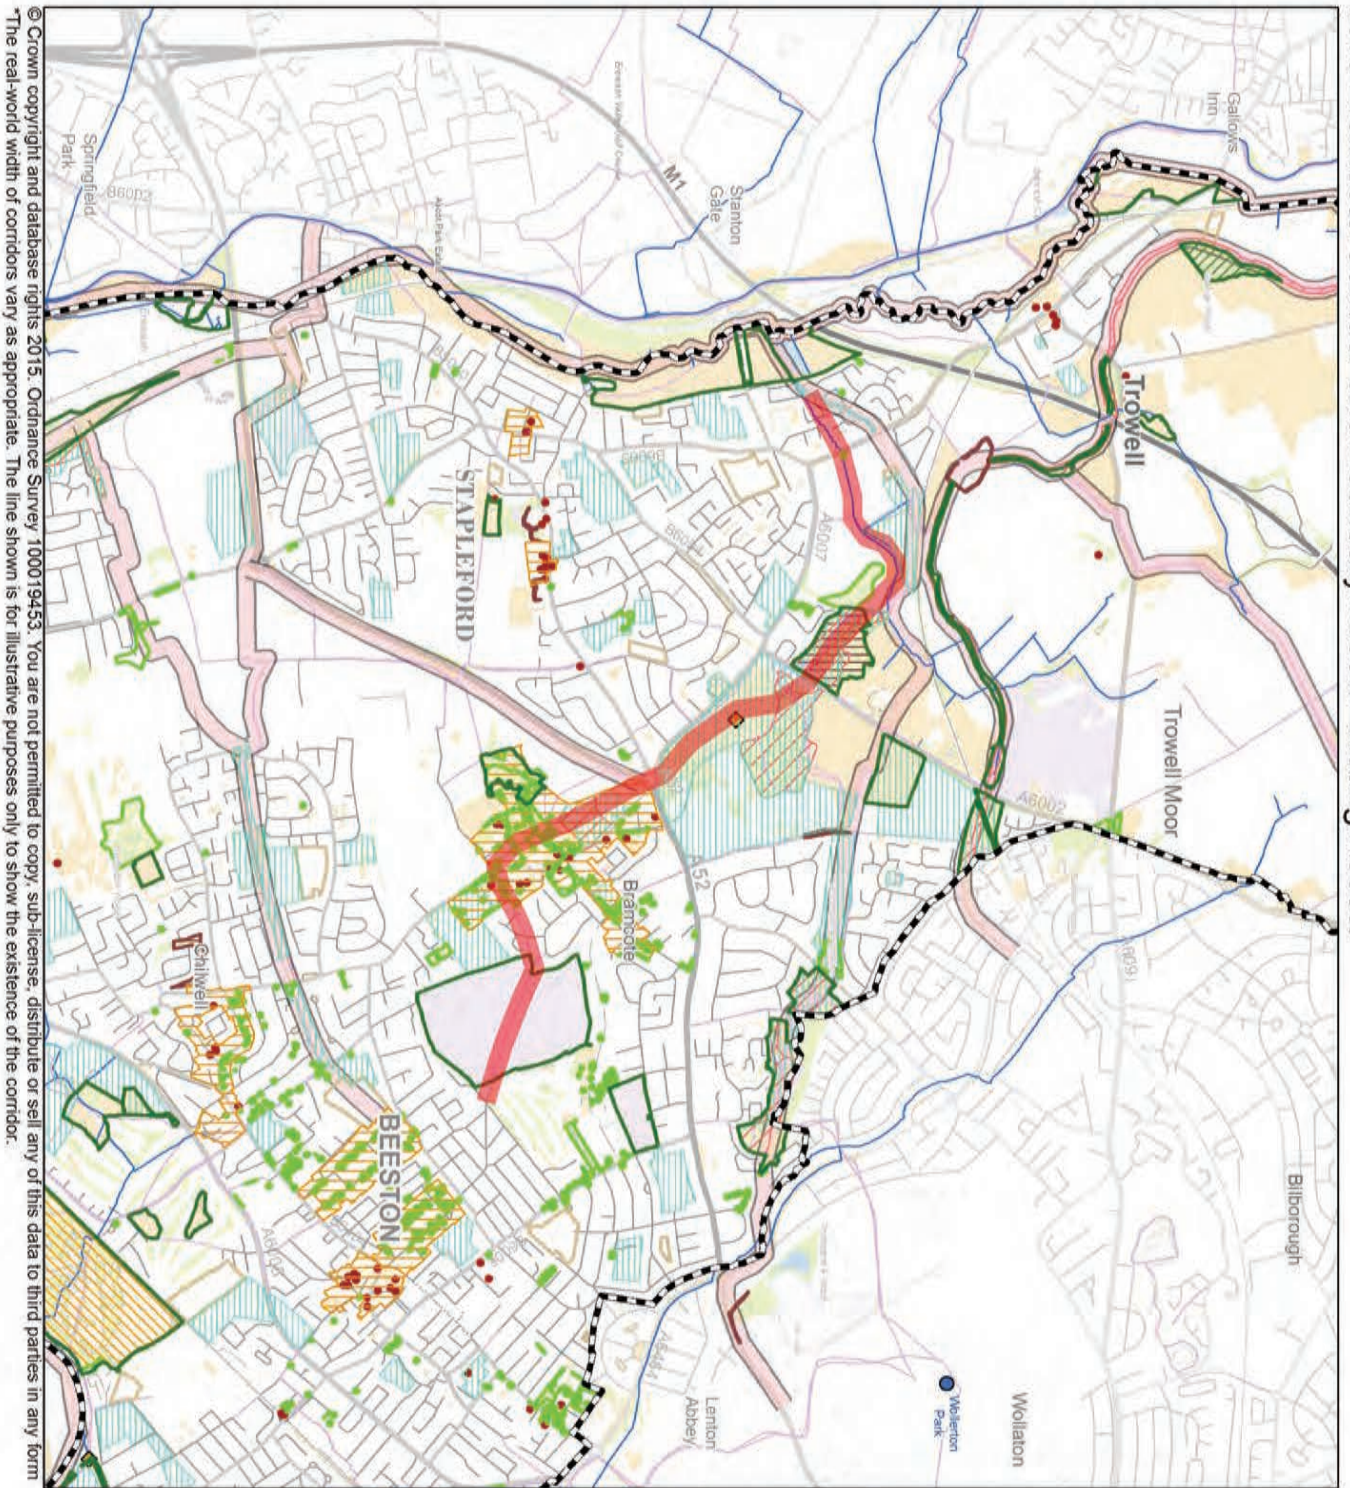 Gallows
Inn
Trowell
Trowell Moor
Bilborough
Wollaton
Wollerton
Park
A6002
A609
M1
Stanton
Gate
A6007
A52
Lenton
Abbey
Bramcote
STAPLEFORD
BEESTON
Chilwell
Springfield
Park
B6002
© Crown copyright and database rights 2015. Ordnance Survey 100019453. You are not permitted to copy, sub-license, distribute or sell any of this data to third parties in any form
*The real-world width of corridors vary as appropriate. The line shown is for illustrative purposes only to show the existence of the corridor.